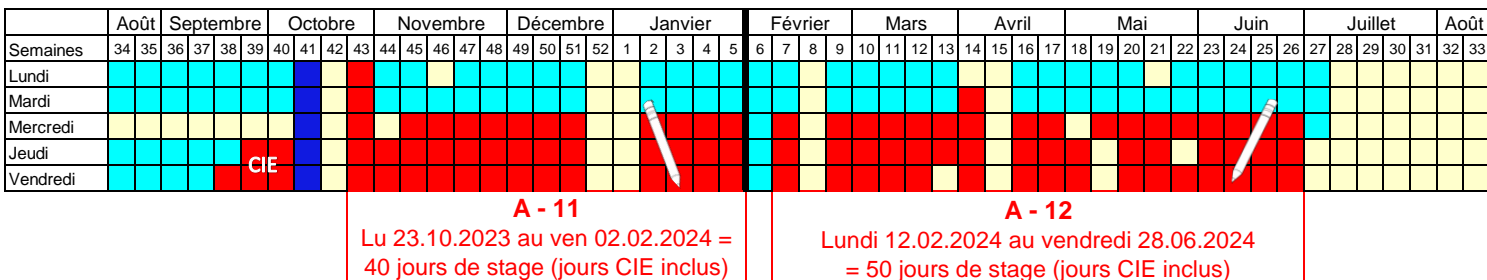 Août Septembre Octobre Novembre Décembre Janvier Février Mars Avril Mai Juin Juillet Août
Semaines 34 35 36 37 38 39 40 41 42 43 44 45 46 47 48 49 50 51 52 1 2 3 4 5 6 7 8 9 10 11 12 13 14 15 16 17 18 19 20 21 22 23 24 25 26 27 28 29 30 31 32 33
Lundi
Mardi
Mercredi
Jeudi
CIE
Vendredi
A - 11
Lu 23.10.2023 au ven 02.02.2024 =
40 jours de stage (jours CIE inclus)
A - 12
Lundi 12.02.2024 au vendredi 28.06.2024
= 50 jours de stage (jours CIE inclus)